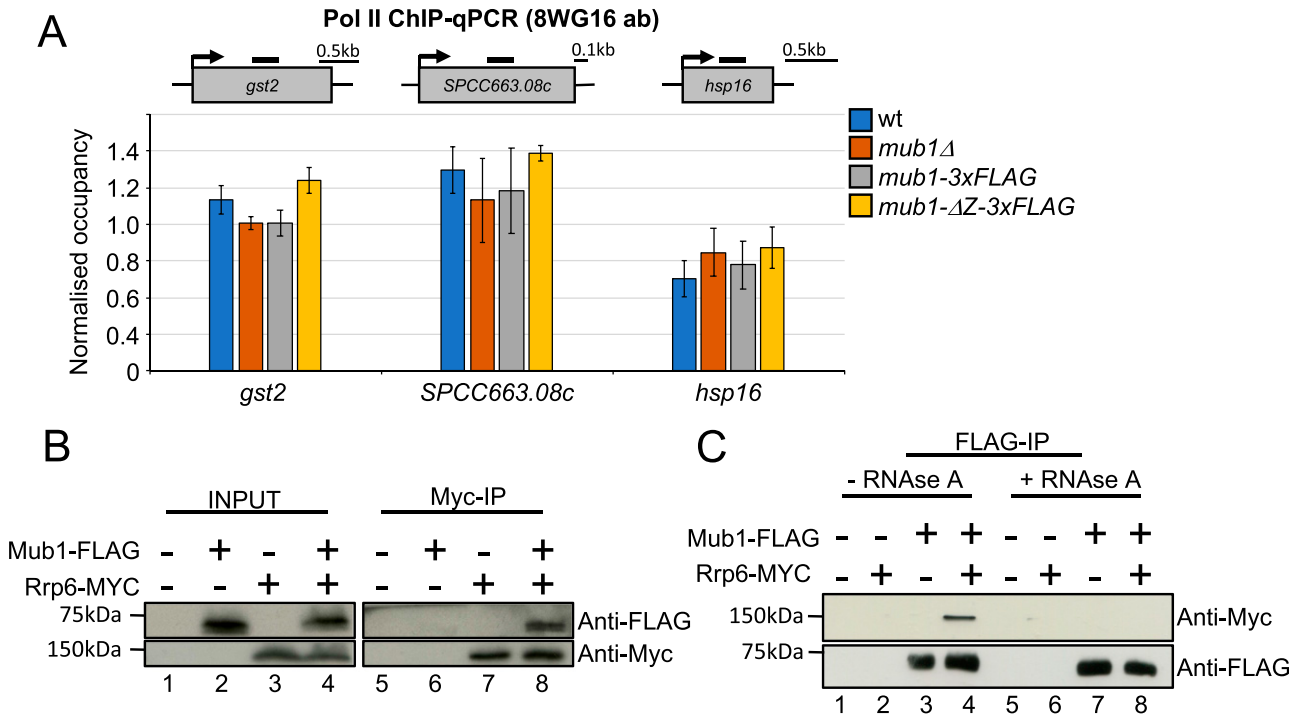 A
Pol II ChIP-qPCR (8WG16 ab)
0.5kb
0.1kb
0.5kb
gst2
SPCC663.08c
hsp16
Normalised occupancy
1.4
1.2
1.0
0.8
0.6
0.4
0
gst2
SPCC663.08c
hsp16
wt
mub1Δ
mub1-3xFLAG
mub1-ΔZ-3xFLAG
B
INPUT
Myc-IP
Mub1-FLAG - + - + - + - +
Rrp6-MYC - - + + - - + +
75kDa
Anti-FLAG
150kDa
Anti-Myc
1 2 3 4 5 6 7 8
C
FLAG-IP
- RNAse A + RNAse A
Mub1-FLAG - - + + - - + +
Rrp6-MYC - + - + - + - +
150kDa
Anti-Myc
75kDa
Anti-FLAG
1 2 3 4 5 6 7 8